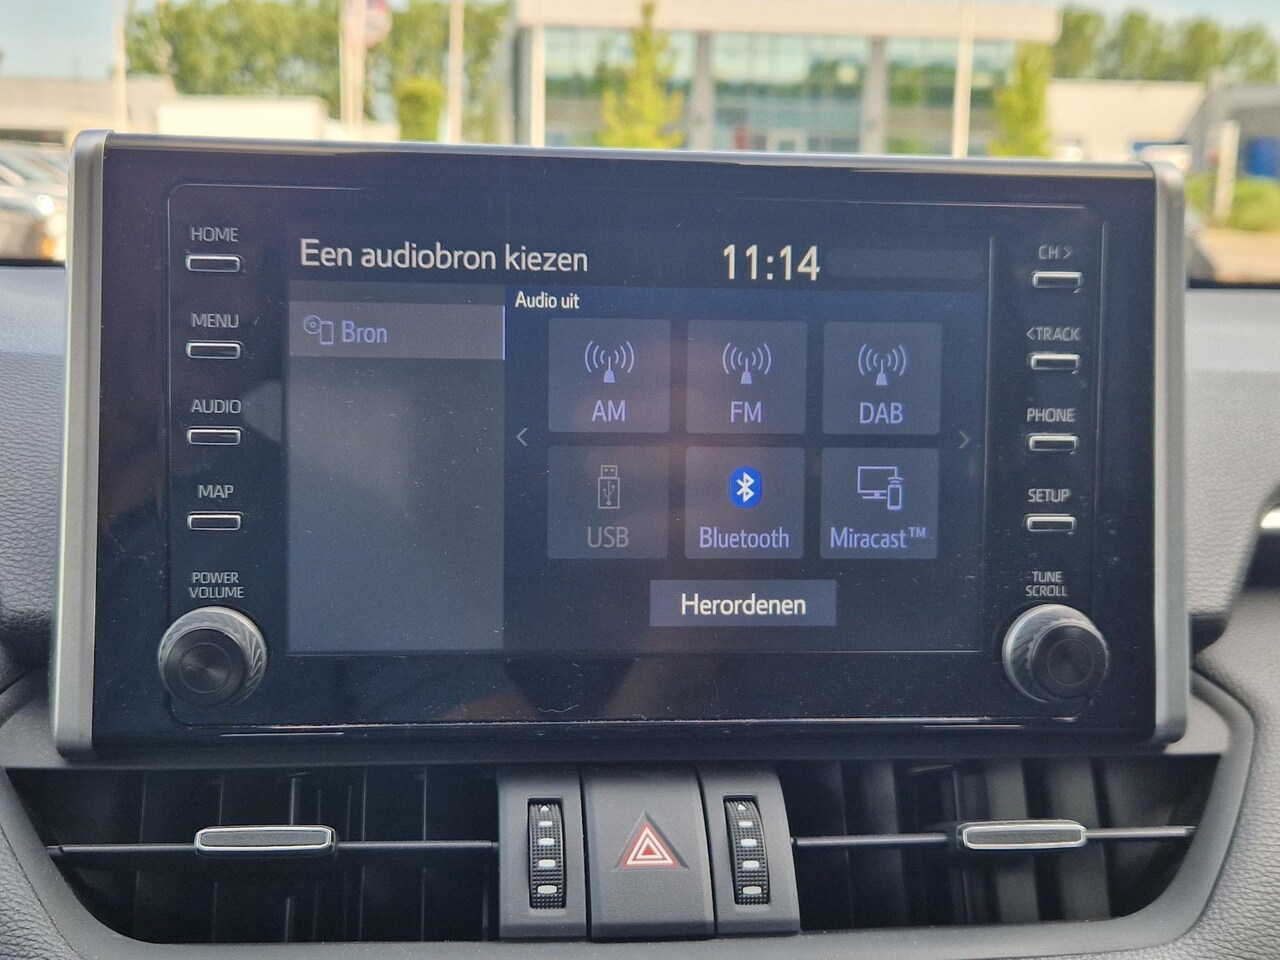 HOME
MENU
AUDIO
MAP
POWER
VOLUME
Een audiobron kiezen
11:14
Bron
Audio uit
AM
FM
DAB
USB
Bluetooth
Miracast™
Herordenen
CH >
<TRACK
PHONE
SETUP
TUNE
SCROLL